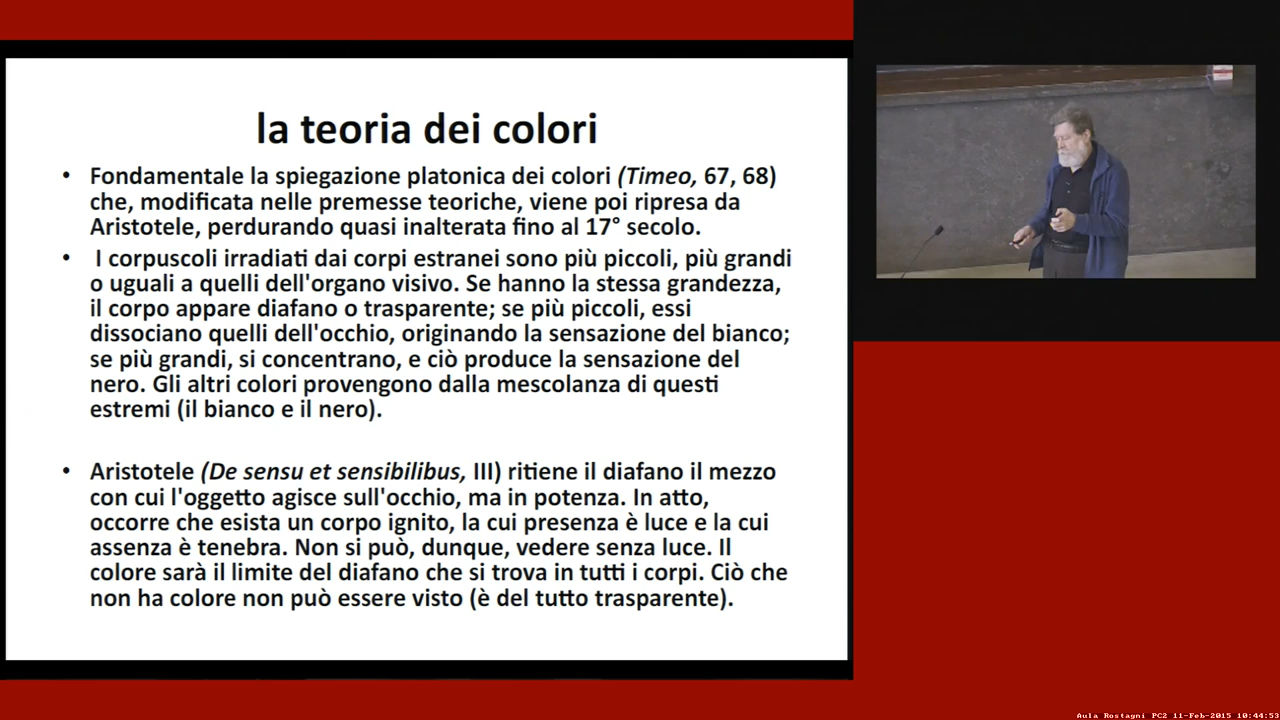 la teoria dei colori
• Fondamentale la spiegazione platonica dei colori (Timeo, 67, 68)
che, modificata nelle premesse teoriche, viene poi ripresa da
Aristotele, perdurando quasi inalterata fino al 17° secolo.
• I corpuscoli irradiati dai corpi estranei sono più piccoli, più grandi
o uguali a quelli dell'organo visivo. Se hanno la stessa grandezza,
il corpo appare diafano o trasparente; se più piccoli, essi
dissociano quelli dell'occhio, originando la sensazione del bianco;
se più grandi, si concentrano, e ciò produce la sensazione del
nero. Gli altri colori provengono dalla mescolanza di questi
estremi (il bianco e il nero).
• Aristotele (De sensu et sensibilibus, III) ritiene il diafano il mezzo
con cui l'oggetto agisce sull'occhio, ma in potenza. In atto,
occorre che esista un corpo ignito, la cui presenza è luce e la cui
assenza è tenebra. Non si può, dunque, vedere senza luce. Il
colore sarà il limite del diafano che si trova in tutti i corpi. Ciò che
non ha colore non può essere visto (è del tutto trasparente).
Aula Rostagni PC2 11-Feb-2015 10:44:53